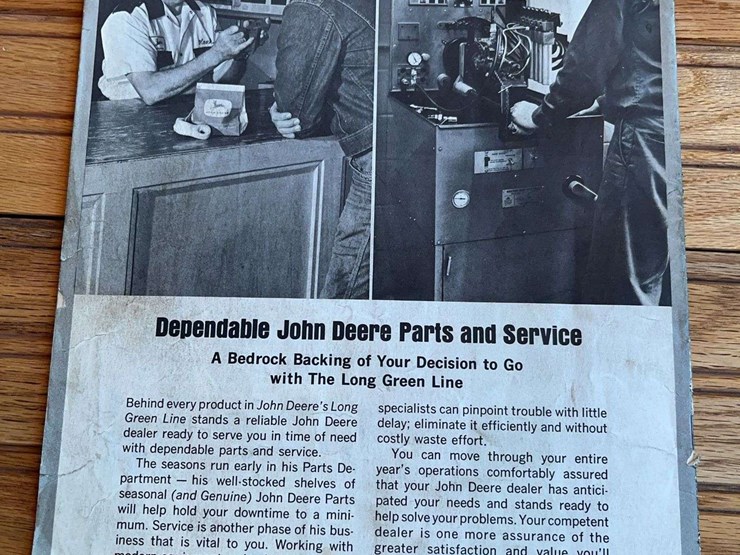 Dependable John Deere Parts and Service
A Bedrock Backing of Your Decision to Go
with The Long Green Line
Behind every product in John Deere's Long
Green Line stands a reliable John Deere
dealer ready to serve you in time of need
with dependable parts and service.
The seasons run early in his Parts De-
partment — his well-stocked shelves of
seasonal (and Genuine) John Deere Parts
will help hold your downtime to a mini-
mum. Service is another phase of his bus-
iness that is vital to you. Working with
specialists can pinpoint trouble with little
delay; eliminate it efficiently and without
costly waste effort.
You can move through your entire
year's operations comfortably assured
that your John Deere dealer has antici-
pated your needs and stands ready to
help solve your problems. Your competent
dealer is one more assurance of the
greater satisfaction and value you'll